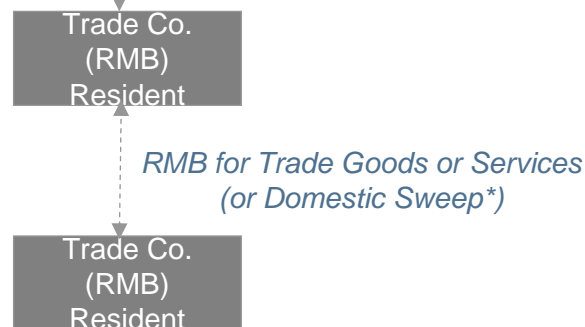 Trade Co.
(RMB)
Resident
RMB for Trade Goods or Services
(or Domestic Sweep*)
Trade Co.
(RMB)
Resident